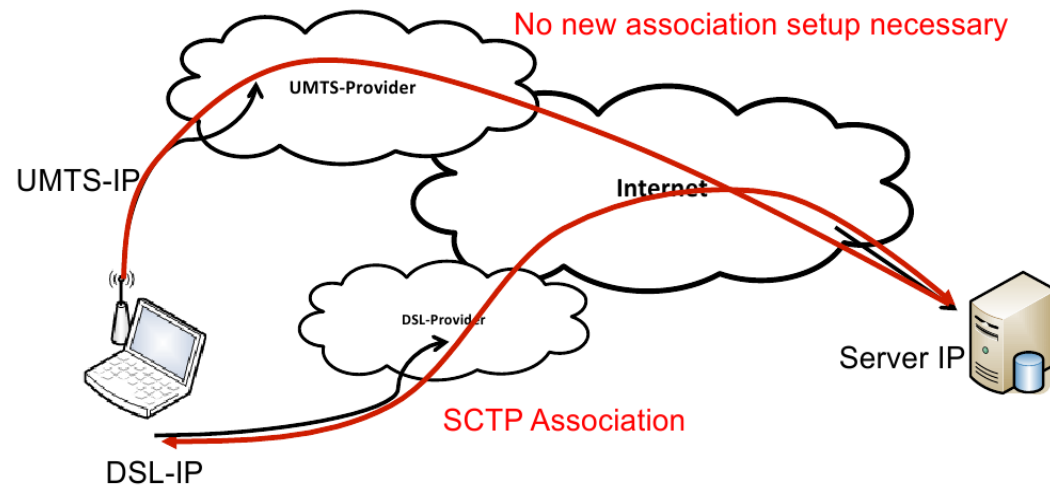 No new association setup necessary
UMTS-Provider
UMTS-IP
Internet
DSL-Provider
Server IP
SCTP Association
DSL-IP